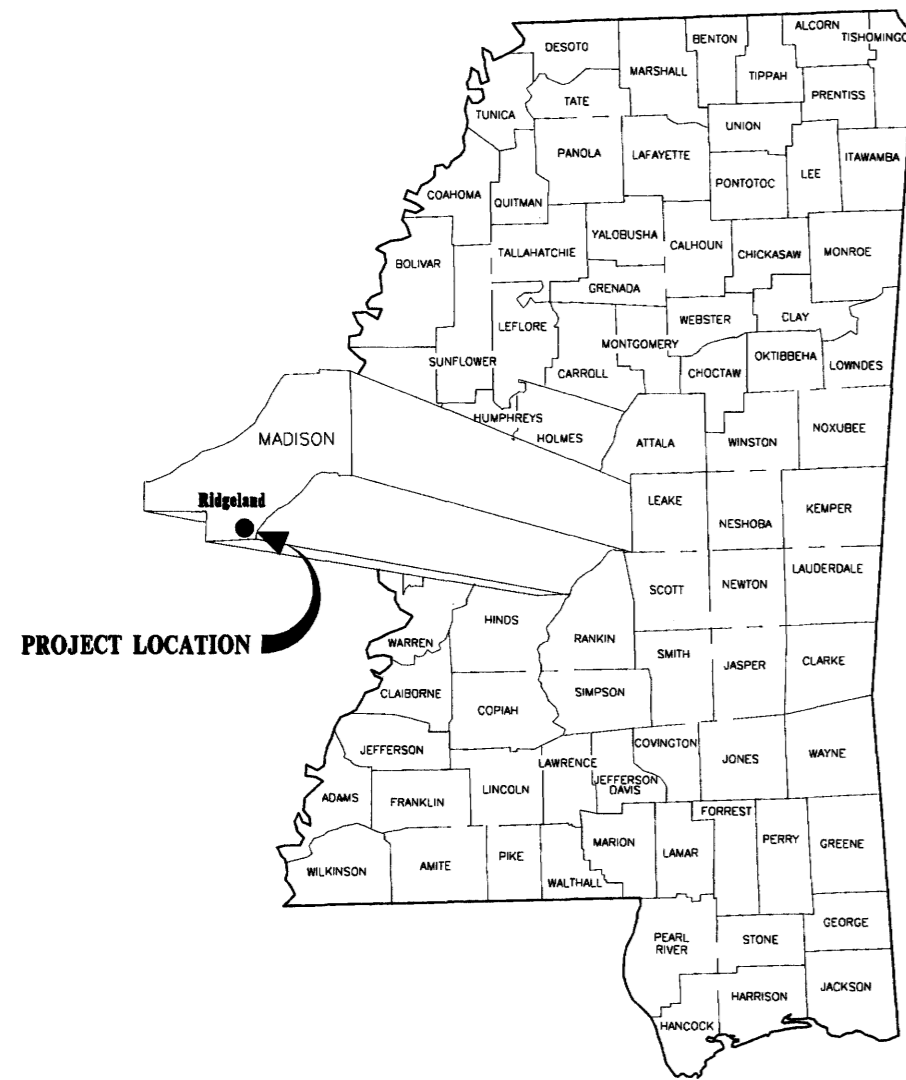 ALCORN
BENTON
TISHOMINGO
DESOTO
MARSHALL
TIPPAH
PRENTISS
TATE
TUNICA
UNION
PANOLA
LAFAYETTE
ITAWAMBA
LEE
PONTOTOC
COAHOMA
QUITMAN
YALOBUSHA
CALHOUN
TALLAHATCHIE
CHICKASAW
MONROE
BOLIVAR
GRENADA
WEBSTER
CLAY
LEFLORE
MONTGOMERY
OKTIBBEHA
SUNFLOWER
LOWNDES
CARROLL
CHOCTAW
HUMPHREYS
NOXUBEE
MADISON
HOLMES
ATTALA
WINSTON
Ridgeland
LEAKE
KEMPER
NESHOBA
LAUDERDALE
SCOTT
NEWTON
HINDS
PROJECT LOCATION
WARREN
RANKIN
SMITH
JASPER
CLARKE
CLAIBORNE
SIMPSON
COPIAH
COVINGTON
JEFFERSON
WAYNE
JONES
LAWRENCE
JEFFERSON
DAVIS
LINCOLN
ADAMS
FRANKLIN
FORREST
MARION
PERRY
GREENE
LAMAR
PIKE
AMITE
WILKINSON
WALTHALL
GEORGE
PEARL
RIVER
STONE
JACKSON
HARRISON
HANCOCK